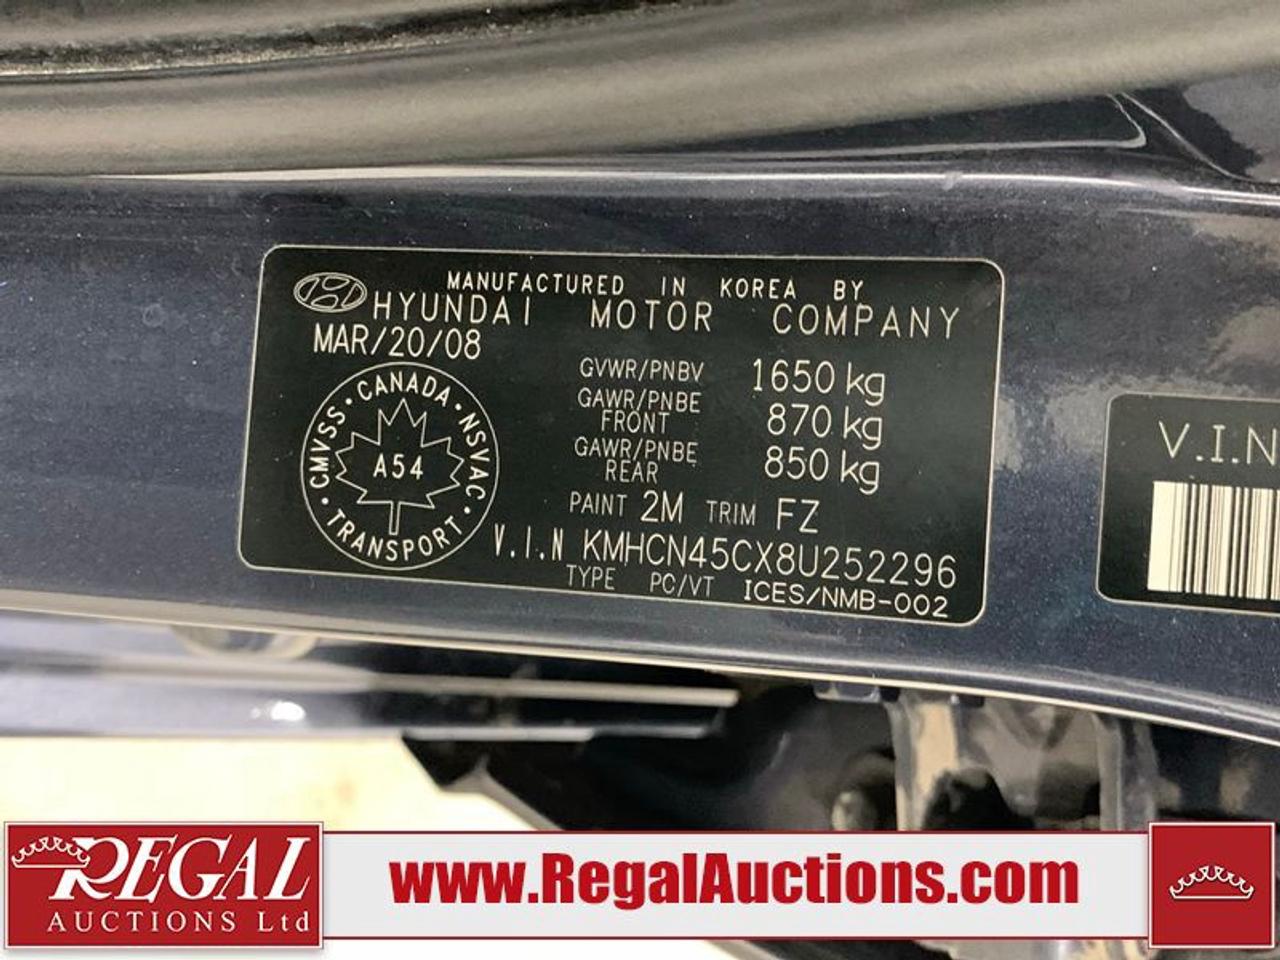 MANUFACTURED IN KOREA BY
HYUNDAI MOTOR COMPANY
MAR/20/08
GVWR/PNBV 1650 kg
GAWR/PNBE FRONT 870 kg
GAWR/PNBE REAR 850 kg
CMVSS · CANADA · NSVAC · TRANSPORT ·
A54
PAINT 2M TRIM FZ
V.I.N KMHCN45CX8U252296
TYPE PC/VT ICES/NMB-002
V.I.N
REGAL
AUCTIONS Ltd
www.RegalAuctions.com